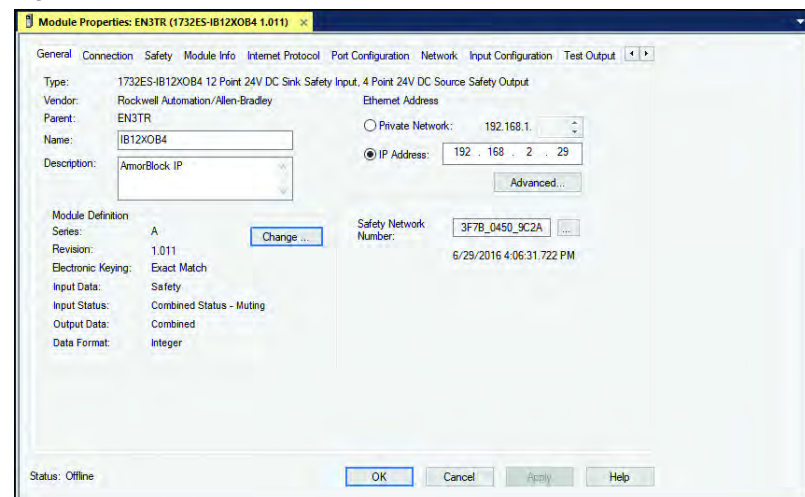 Module Properties: EN3TR (1732ES-IB12XOB4 1.011) ×
General Connection Safety Module Info Internet Protocol Port Configuration Network Input Configuration Test Output
Type: 1732ES-IB12XOB4 12 Point 24V DC Sink Safety Input, 4 Point 24V DC Source Safety Output
Vendor: Rockwell Automation/Allen-Bradley
Parent: EN3TR
Name: IB12XOB4
Description: ArmorBlock IP
Ethernet Address
Private Network: 192.168.1.
IP Address: 192 . 168 . 2 . 29
Advanced...
Module Definition
Series: A
Change ...
Revision: 1.011
Electronic Keying: Exact Match
Input Data: Safety
Input Status: Combined Status - Muting
Output Data: Combined
Data Format: Integer
Safety Network
Number: 3F7B_0450_9C2A ...
6/29/2016 4:06:31.722 PM
Status: Offline
OK Cancel Apply Help